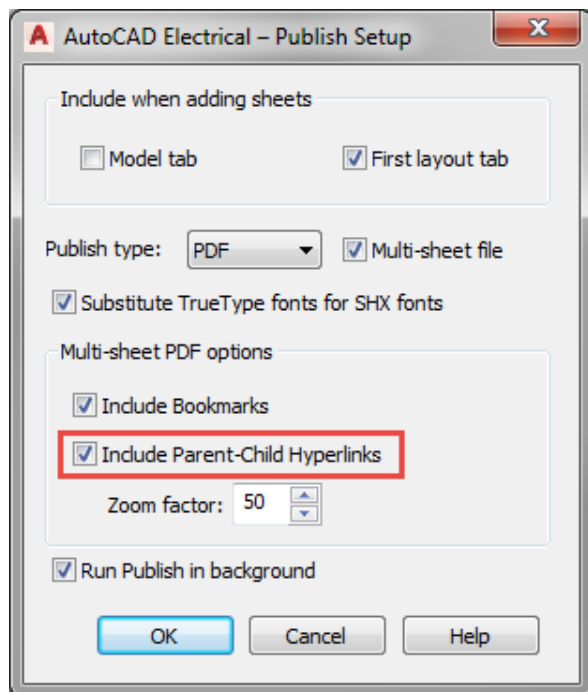 A AutoCAD Electrical – Publish Setup
Include when adding sheets
Model tab First layout tab
Publish type: PDF Multi-sheet file
Substitute TrueType fonts for SHX fonts
Multi-sheet PDF options
Include Bookmarks
Include Parent-Child Hyperlinks
Zoom factor: 50
Run Publish in background
OK Cancel Help